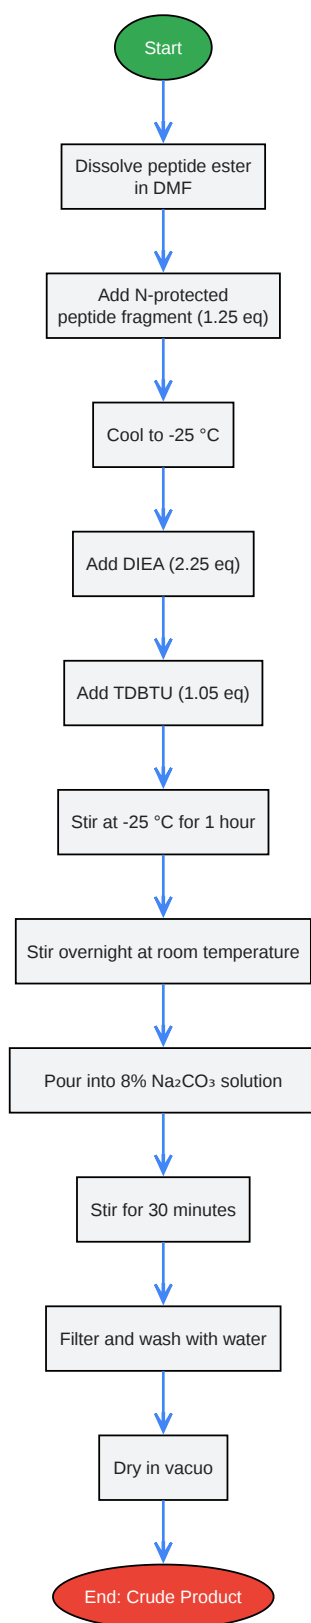 Start
Dissolve peptide ester
in DMF
Add N-protected
peptide fragment (1.25 eq)
Cool to -25 °C
Add DIEA (2.25 eq)
Add TDBTU (1.05 eq)
Stir at -25 °C for 1 hour
Stir overnight at room temperature
Pour into 8% Na₂CO₃ solution
Stir for 30 minutes
Filter and wash with water
Dry in vacuo
End: Crude Product